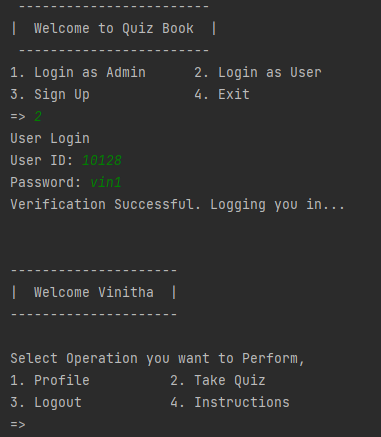 ------------------------
|  Welcome to Quiz Book  |
------------------------
1. Login as Admin      2. Login as User
3. Sign Up             4. Exit
=> 2
User Login
User ID: 10128
Password: vin1
Verification Successful. Logging you in...
---------------------
|  Welcome Vinitha  |
---------------------
Select Operation you want to Perform,
1. Profile          2. Take Quiz
3. Logout           4. Instructions
=>